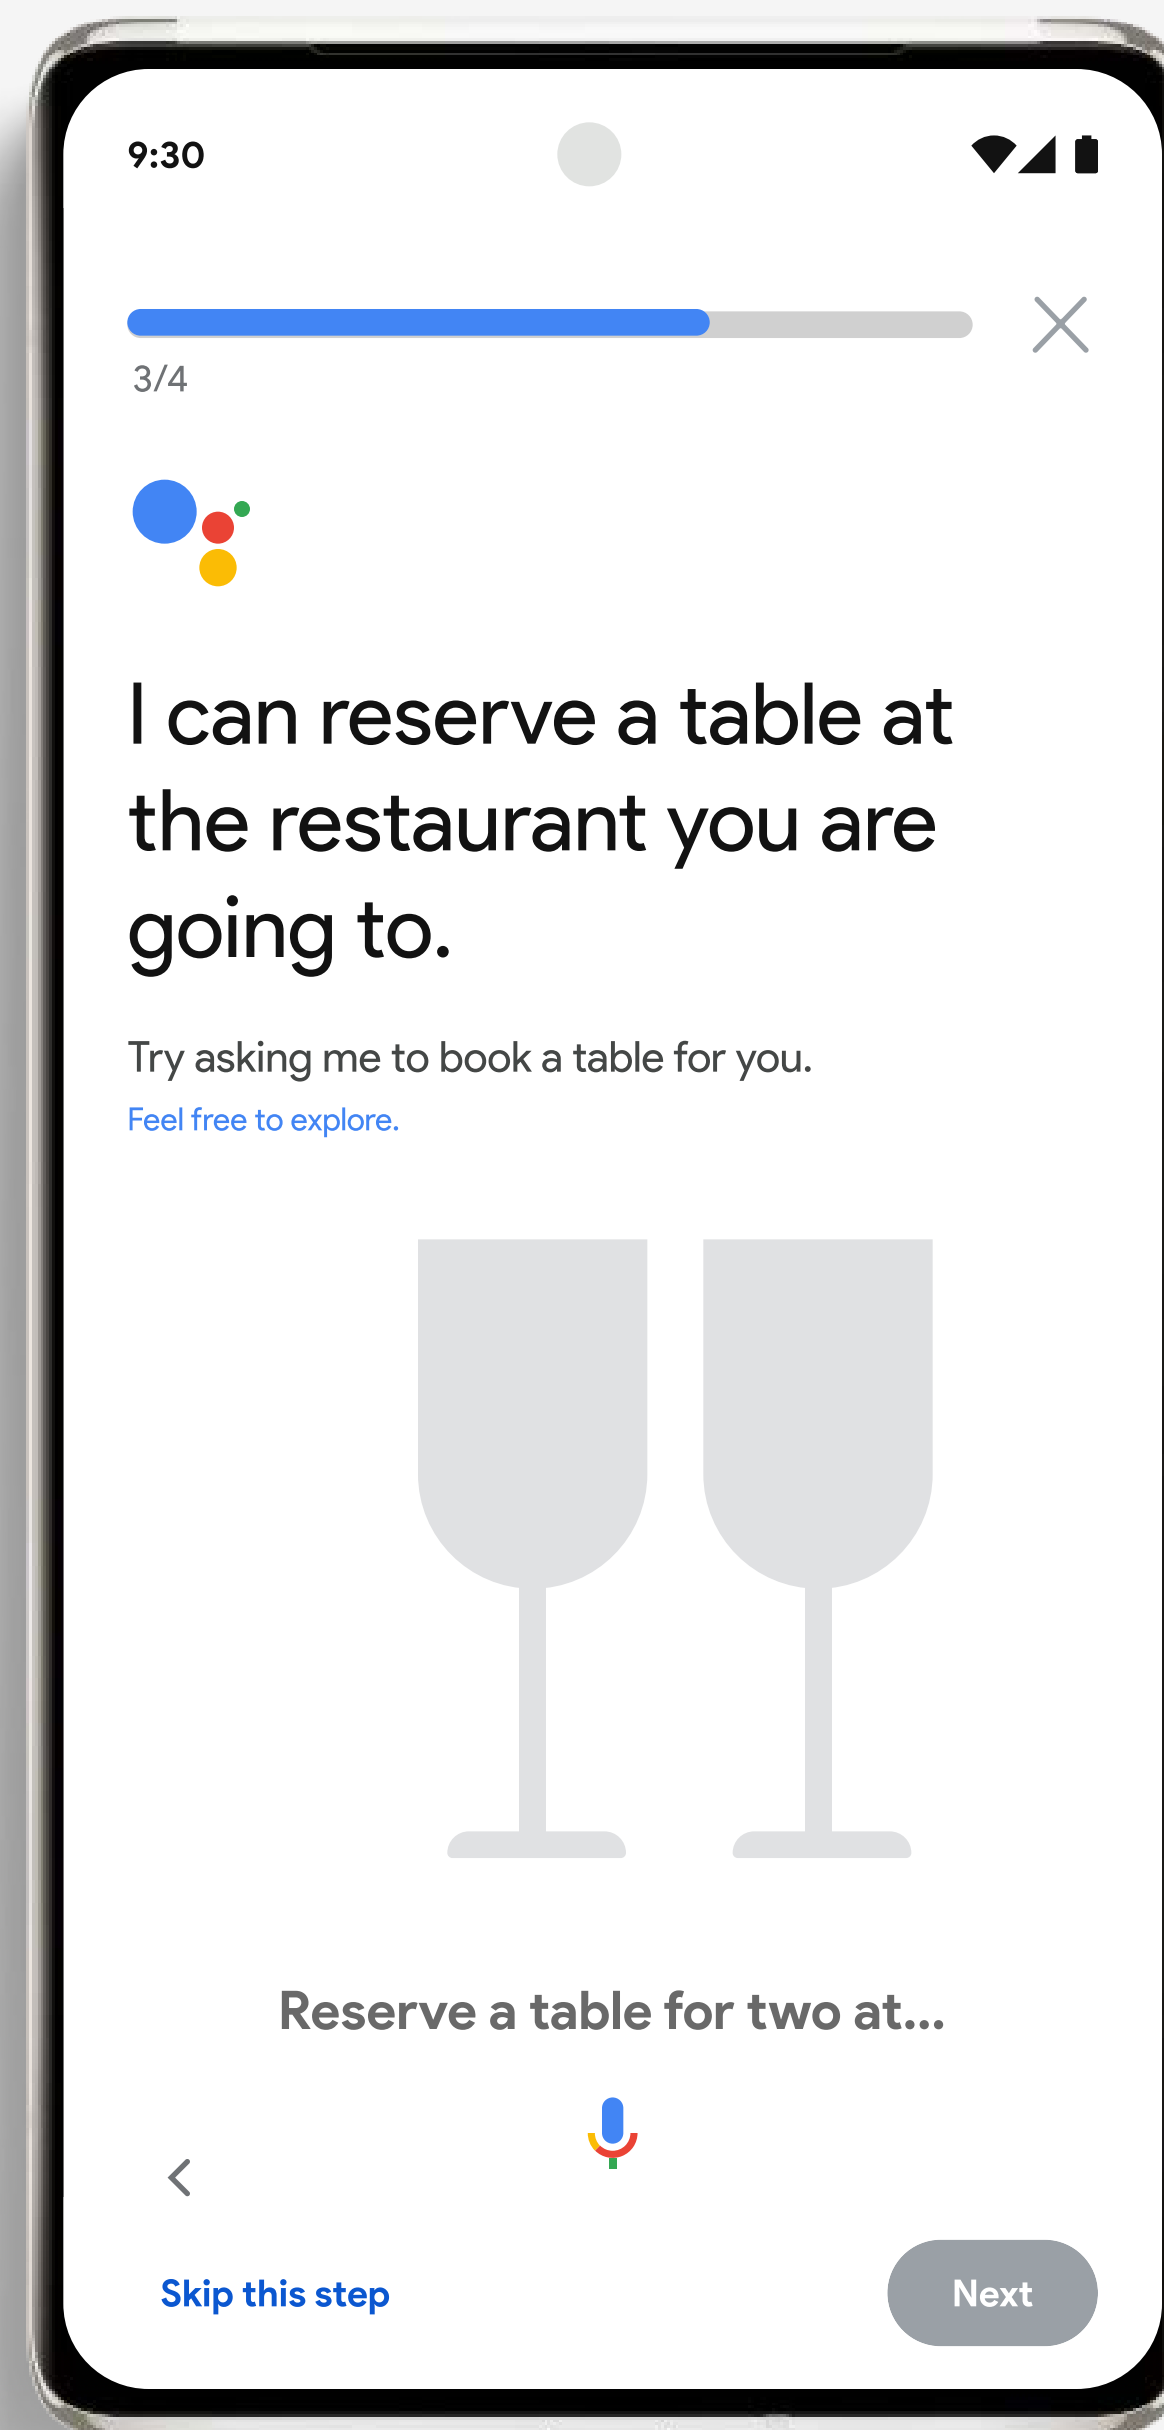 9:30
3/4
I can reserve a table at
the restaurant you are
going to.
Try asking me to book a table for you.
Feel free to explore.
Reserve a table for two at...
Skip this step
Next